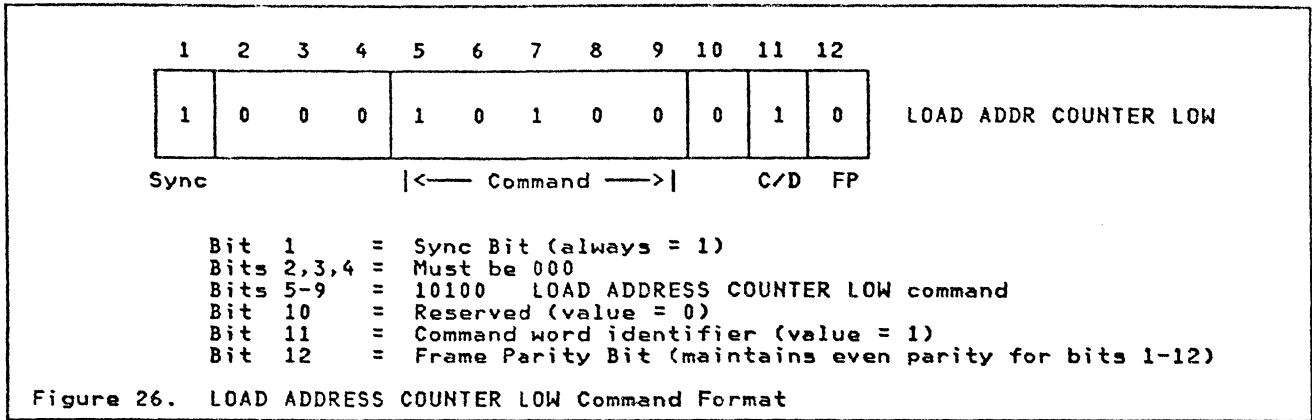 1 2 3 4 5 6 7 8 9 10 11 12
1 0 0 0 1 0 1 0 0 0 1 0 LOAD ADDR COUNTER LOW
Sync |<—— Command ——>| C/D FP
Bit 1 = Sync Bit (always = 1)
Bits 2,3,4 = Must be 000
Bits 5-9 = 10100 LOAD ADDRESS COUNTER LOW command
Bit 10 = Reserved (value = 0)
Bit 11 = Command word identifier (value = 1)
Bit 12 = Frame Parity Bit (maintains even parity for bits 1-12)
Figure 26. LOAD ADDRESS COUNTER LOW Command Format